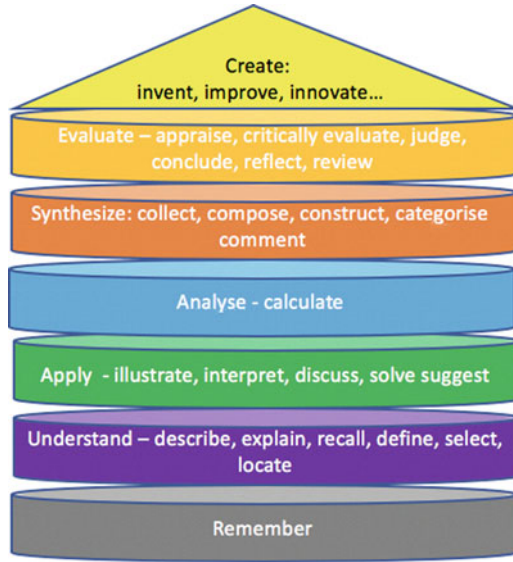 Create:
invent, improve, innovate...
Evaluate – appraise, critically evaluate, judge,
conclude, reflect, review
Synthesize: collect, compose, construct, categorise
comment
Analyse - calculate
Apply - illustrate, interpret, discuss, solve suggest
Understand – describe, explain, recall, define, select,
locate
Remember